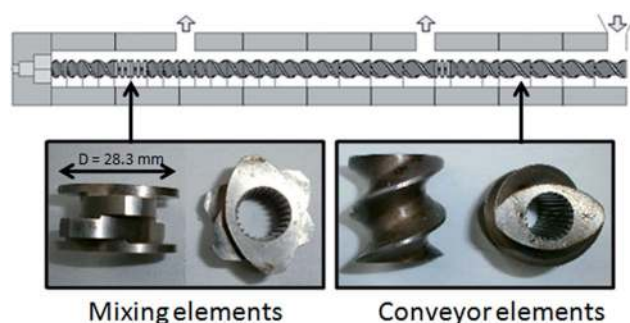 D = 28.3 mm
Mixing elements
Conveyor elements